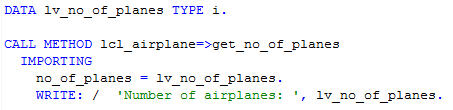 DATA lv_no_of_planes TYPE i.
CALL METHOD lcl_airplane=>get_no_of_planes
IMPORTING
no_of_planes = lv_no_of_planes.
WRITE: / 'Number of airplanes: ', lv_no_of_planes.